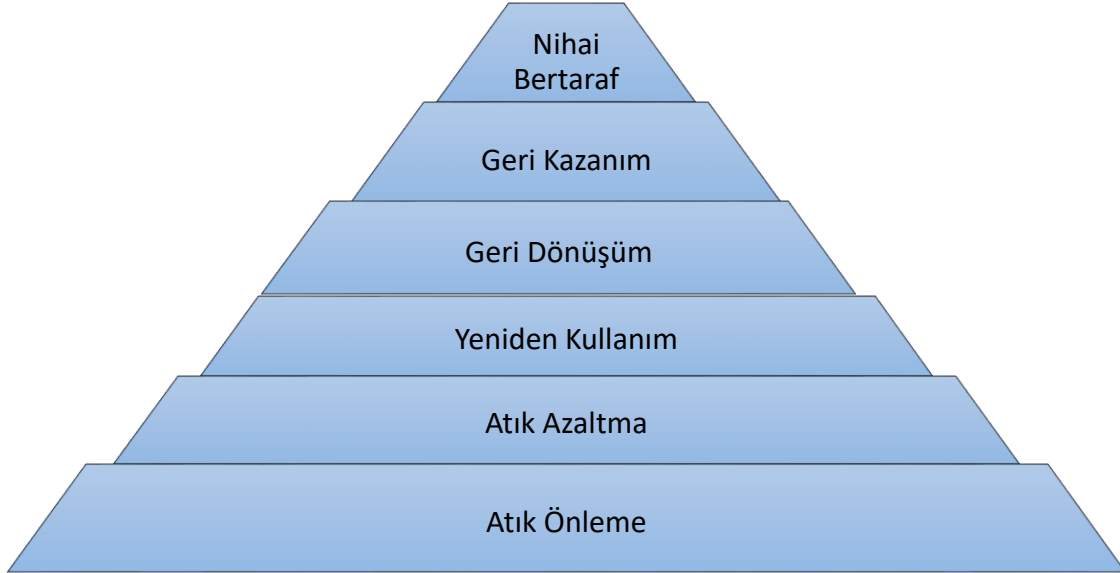 Nihai
Bertaraf
Geri Kazanım
Geri Dönüşüm
Yeniden Kullanım
Atık Azaltma
Atık Önleme